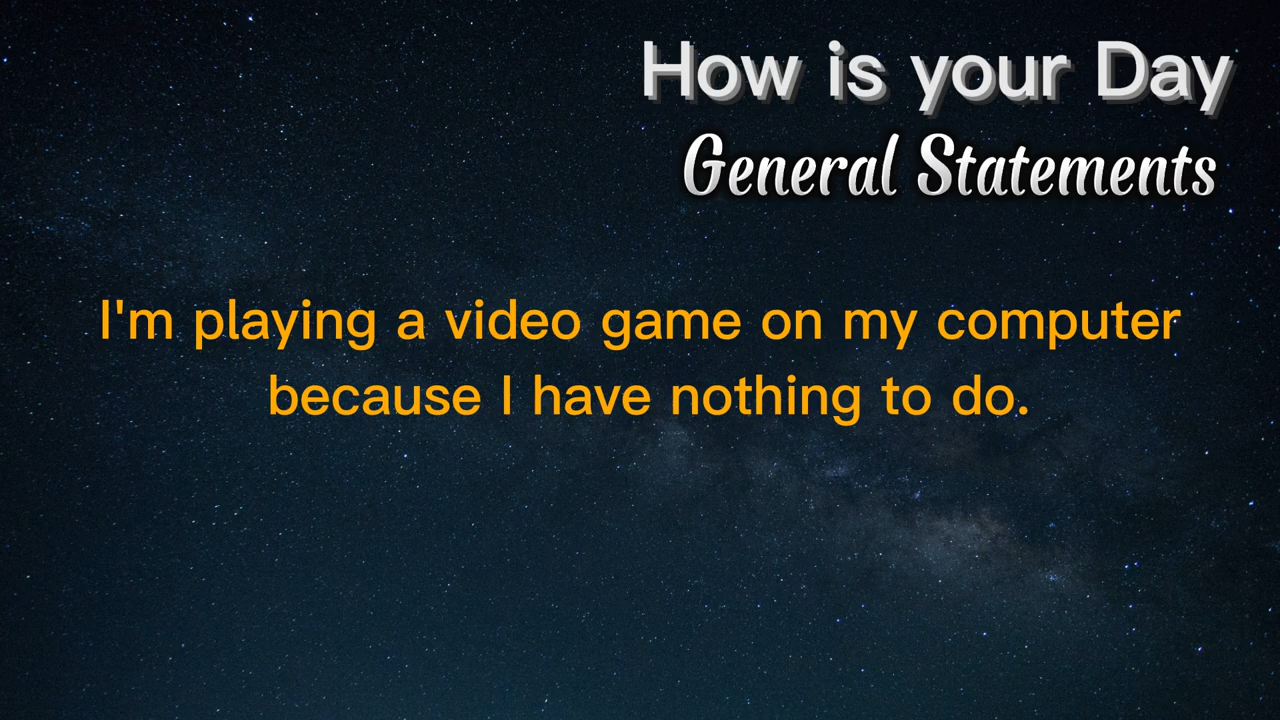 How is your Day
General Statements
I'm playing a video game on my computer
because I have nothing to do.